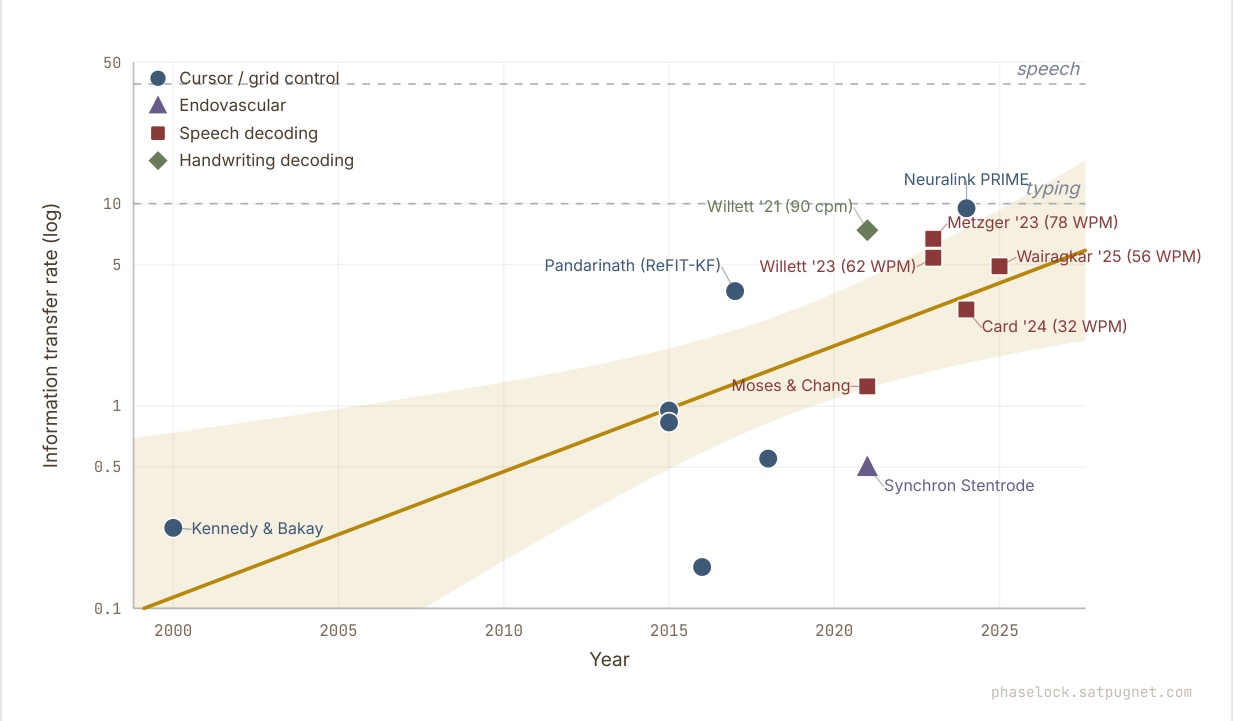 50
speech
Cursor / grid control
Endovascular
Speech decoding
Handwriting decoding
Neuralink PRIME
typing
10
Willett '21 (90 cpm)
Metzger '23 (78 WPM)
Pandarinath (ReFIT-KF)
Willett '23 (62 WPM)
Wairagkar '25 (56 WPM)
5
Card '24 (32 WPM)
Moses & Chang
1
0.5
Synchron Stentrode
Kennedy & Bakay
0.1
Information transfer rate (log)
2000 2005 2010 2015 2020 2025
Year
phaselock.satpugnet.com